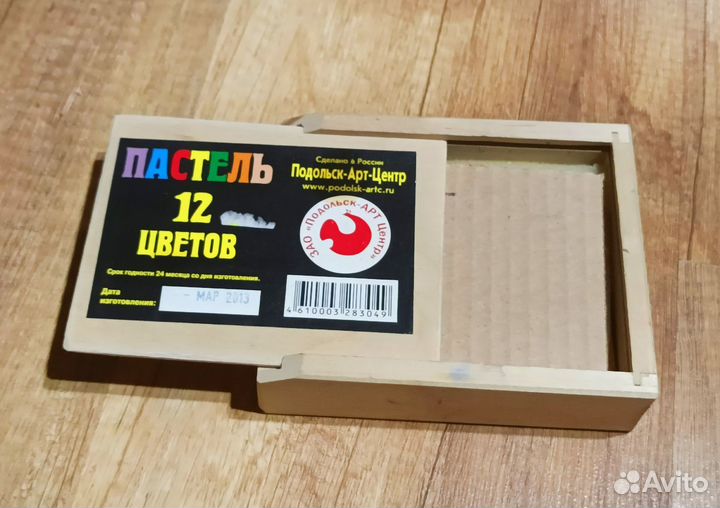 ПАСТЕЛЬ
12
ЦВЕТОВ
Срок годности 24 месяца со дня изготовления.
Дата
изготовления:
- МАР 2013
Сделано в России
Подольск-Арт-Центр
www.podolsk-artc.ru
ЗАО «Подольск-АРТ Центр»
4 610003 283049
Avito